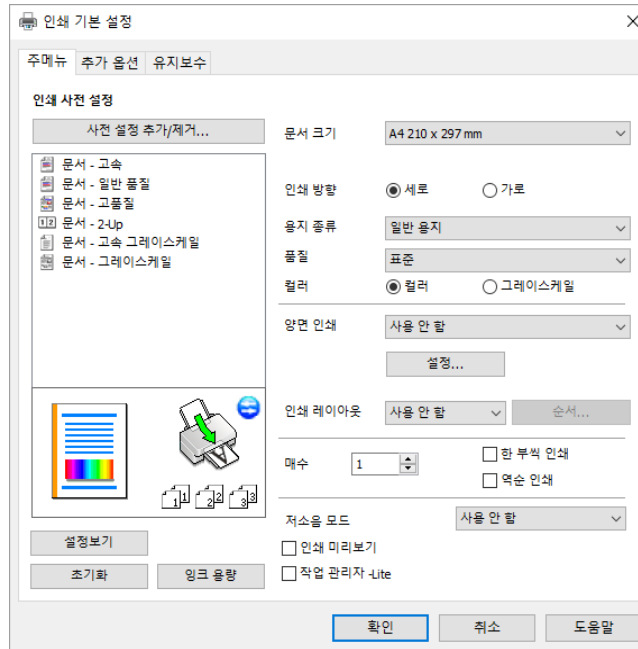 인쇄 기본 설정
주메뉴 추가 옵션 유지보수
인쇄 사전 설정
사전 설정 추가/제거...
문서 - 고속
문서 - 일반 품질
문서 - 고품질
1 2 문서 - 2-Up
문서 - 고속 그레이스케일
문서 - 그레이스케일
1 1 2 2 3 3
설정보기
초기화 잉크 용량
문서 크기 A4 210 x 297 mm
인쇄 방향 세로 가로
용지 종류 일반 용지
품질 표준
컬러 컬러 그레이스케일
양면 인쇄 사용 안 함
설정...
인쇄 레이아웃 사용 안 함 순서...
매수 1 한 부씩 인쇄
역순 인쇄
저소음 모드 사용 안 함
인쇄 미리보기
작업 관리자 -Lite
확인 취소 도움말